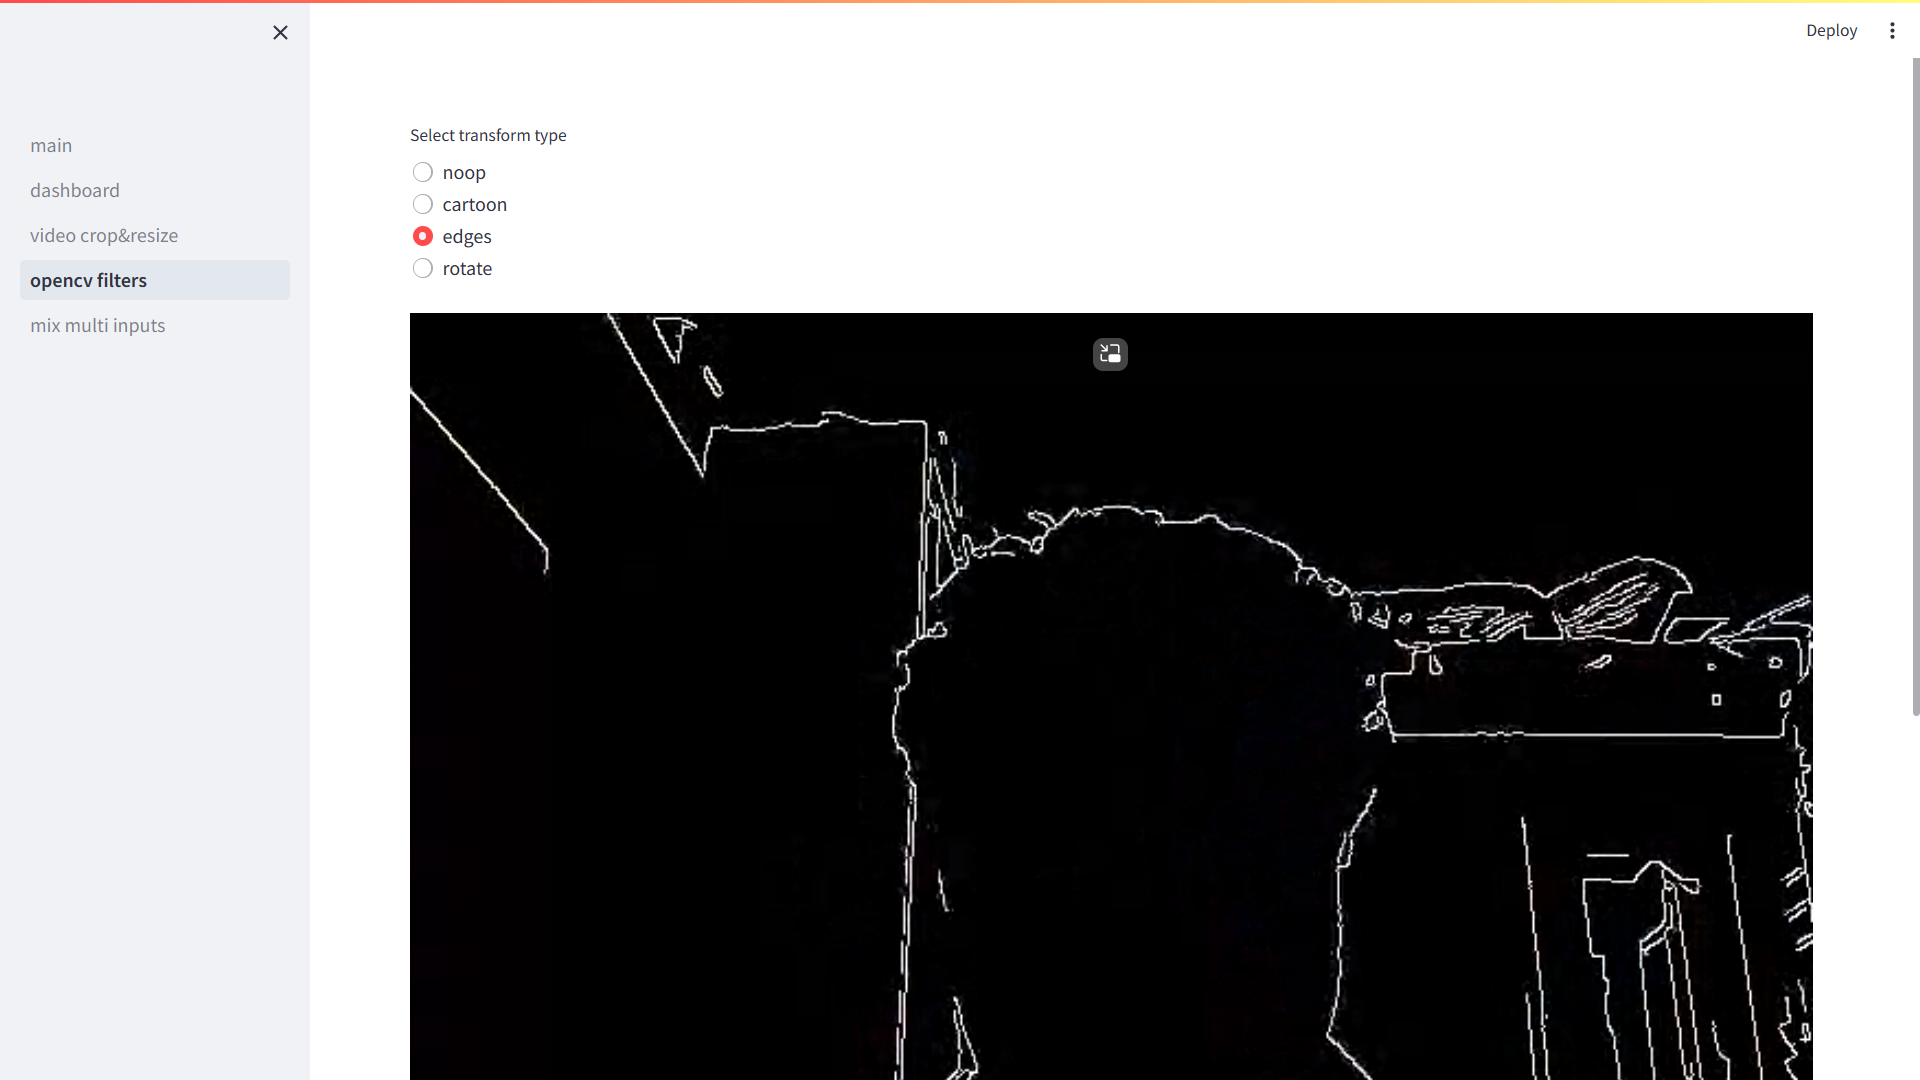 Deploy
main
dashboard
video crop&resize
opencv filters
mix multi inputs
Select transform type
noop
cartoon
edges
rotate